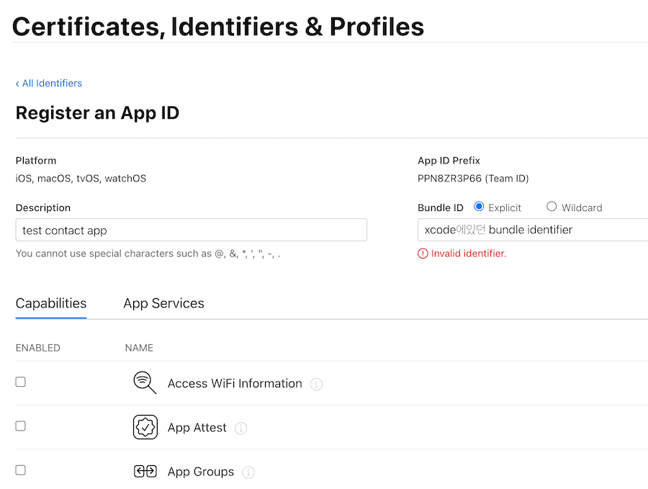 Certificates, Identifiers & Profiles
‹ All Identifiers
Register an App ID
Platform
iOS, macOS, tvOS, watchOS
App ID Prefix
PPN8ZR3P66 (Team ID)
Description
test contact app
You cannot use special characters such as @, &, *, ', ", -, .
Bundle ID Explicit Wildcard
xcode에있던 bundle identifier
Invalid identifier.
Capabilities App Services
ENABLED NAME
Access WiFi Information
App Attest
App Groups